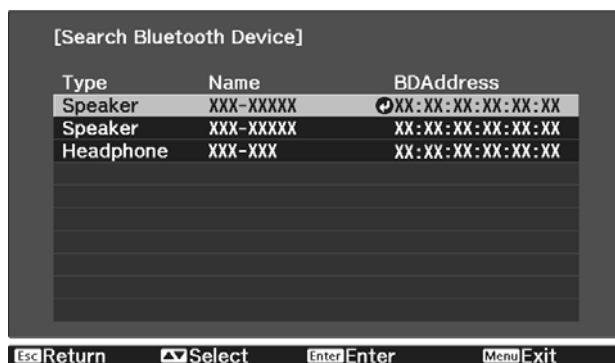 [Search Bluetooth Device]
Type Name BDAddress
Speaker XXX-XXXXX XX:XX:XX:XX:XX:XX
Speaker XXX-XXXXX XX:XX:XX:XX:XX:XX
Headphone XXX-XXX XX:XX:XX:XX:XX:XX
Esc Return Select Enter Enter Menu Exit